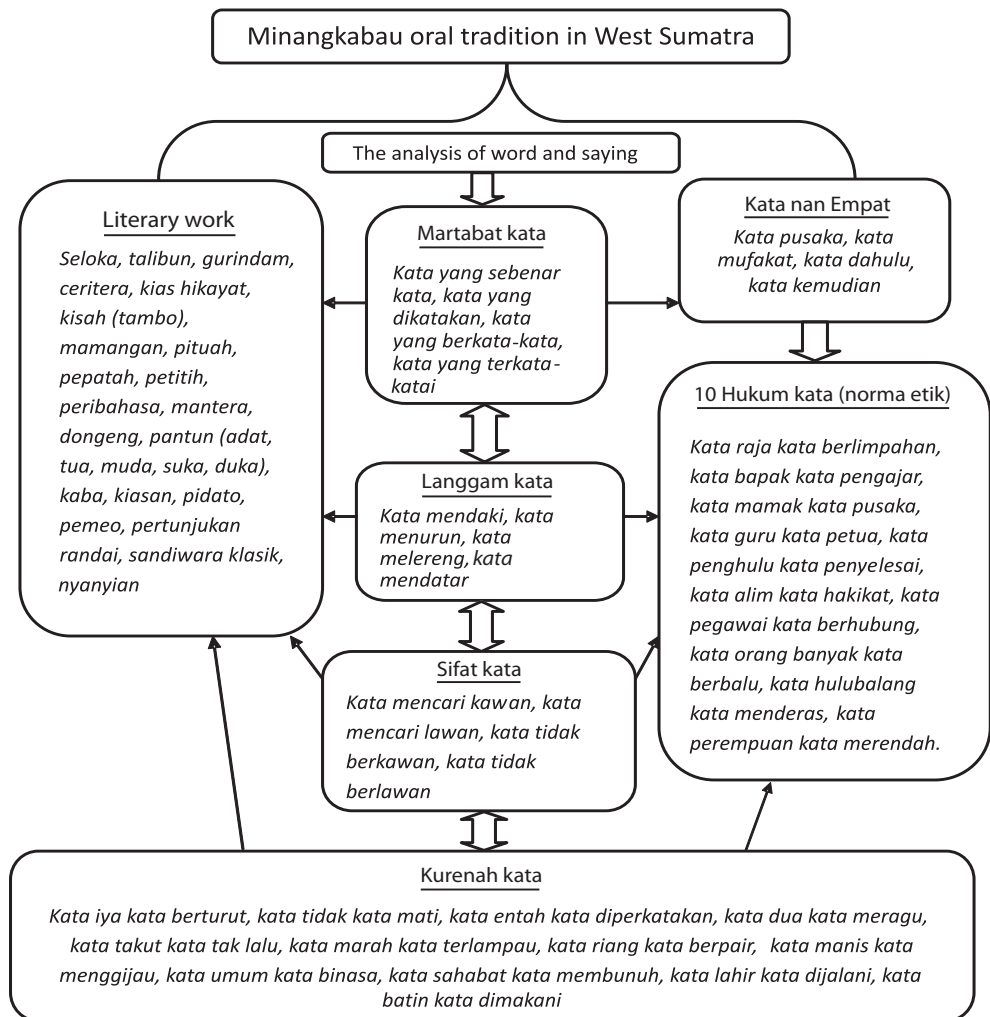 Minangkabau oral tradition in West Sumatra
The analysis of word and saying
Literary work
Seloka, talibun, gurindam,
ceritera, kias hikayat,
kisah (tambo),
mamangan, pituah,
pepatah, petitih,
peribahasa, mantera,
dongeng, pantun (adat,
tua, muda, suka, duka),
kaba, kiasan, pidato,
pemeo, pertunjukan
randai, sandiwara klasik,
nyanyian
Martabat kata
Kata yang sebenar
kata, kata yang
dikatakan, kata
yang berkata-kata,
kata yang terkata-
katai
Kata nan Empat
Kata pusaka, kata
mufakat, kata dahulu,
kata kemudian
Langgam kata
Kata mendaki, kata
menurun, kata
melereng, kata
mendatar
10 Hukum kata (norma etik)
Kata raja kata berlimpahan,
kata bapak kata pengajar,
kata mamak kata pusaka,
kata guru kata petua, kata
penghulu kata penyelesai,
kata alim kata hakikat, kata
pegawai kata berhubung,
kata orang banyak kata
berbalu, kata hulubalang
kata menderas, kata
perempuan kata merendah.
Sifat kata
Kata mencari kawan, kata
mencari lawan, kata tidak
berkawan, kata tidak
berlawan
Kurenah kata
Kata iya kata berturut, kata tidak kata mati, kata entah kata diperkatakan, kata dua kata meragu,
kata takut kata tak lalu, kata marah kata terlampau, kata riang kata berpair, kata manis kata
menggijau, kata umum kata binasa, kata sahabat kata membunuh, kata lahir kata dijalani, kata
batin kata dimakani